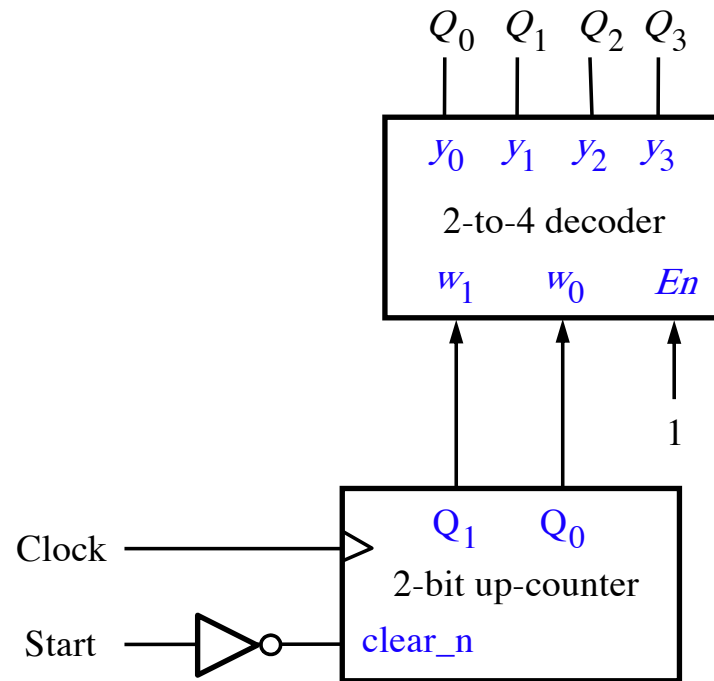 Q0 Q1 Q2 Q3
y0 y1 y2 y3
2-to-4 decoder
w1 w0 En
1
Q1 Q0
Clock
2-bit up-counter
Start
clear_n